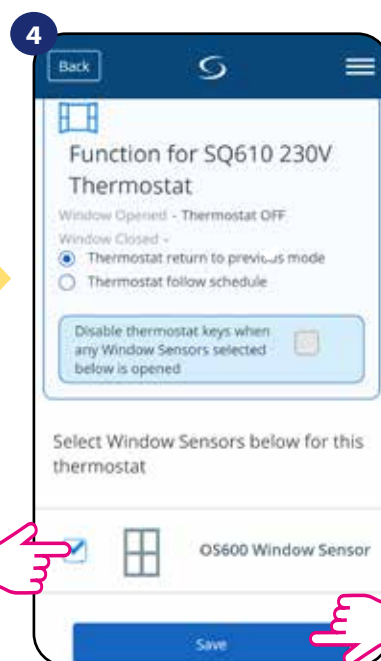 4
Back
Function for SQ610 230V
Thermostat
Window Opened - Thermostat OFF
Window Closed -
Thermostat return to previous mode
Thermostat follow schedule
Disable thermostat keys when
any Window Sensors selected
below is opened
Select Window Sensors below for this
thermostat
OS600 Window Sensor
Save